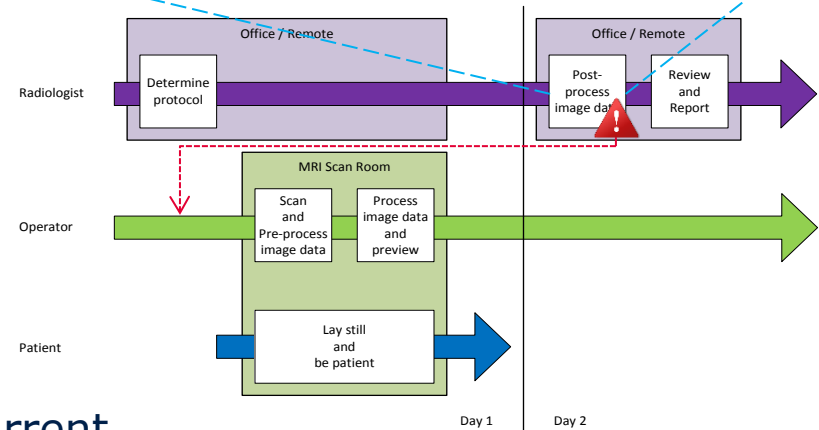 Office / Remote
Office / Remote
Radiologist
Determine
protocol
Post-
process
image data
Review
and
Report
!
MRI Scan Room
Operator
Scan
and
Pre-process
image data
Process
image data
and
preview
Patient
Lay still
and
be patient
Day 1
Day 2